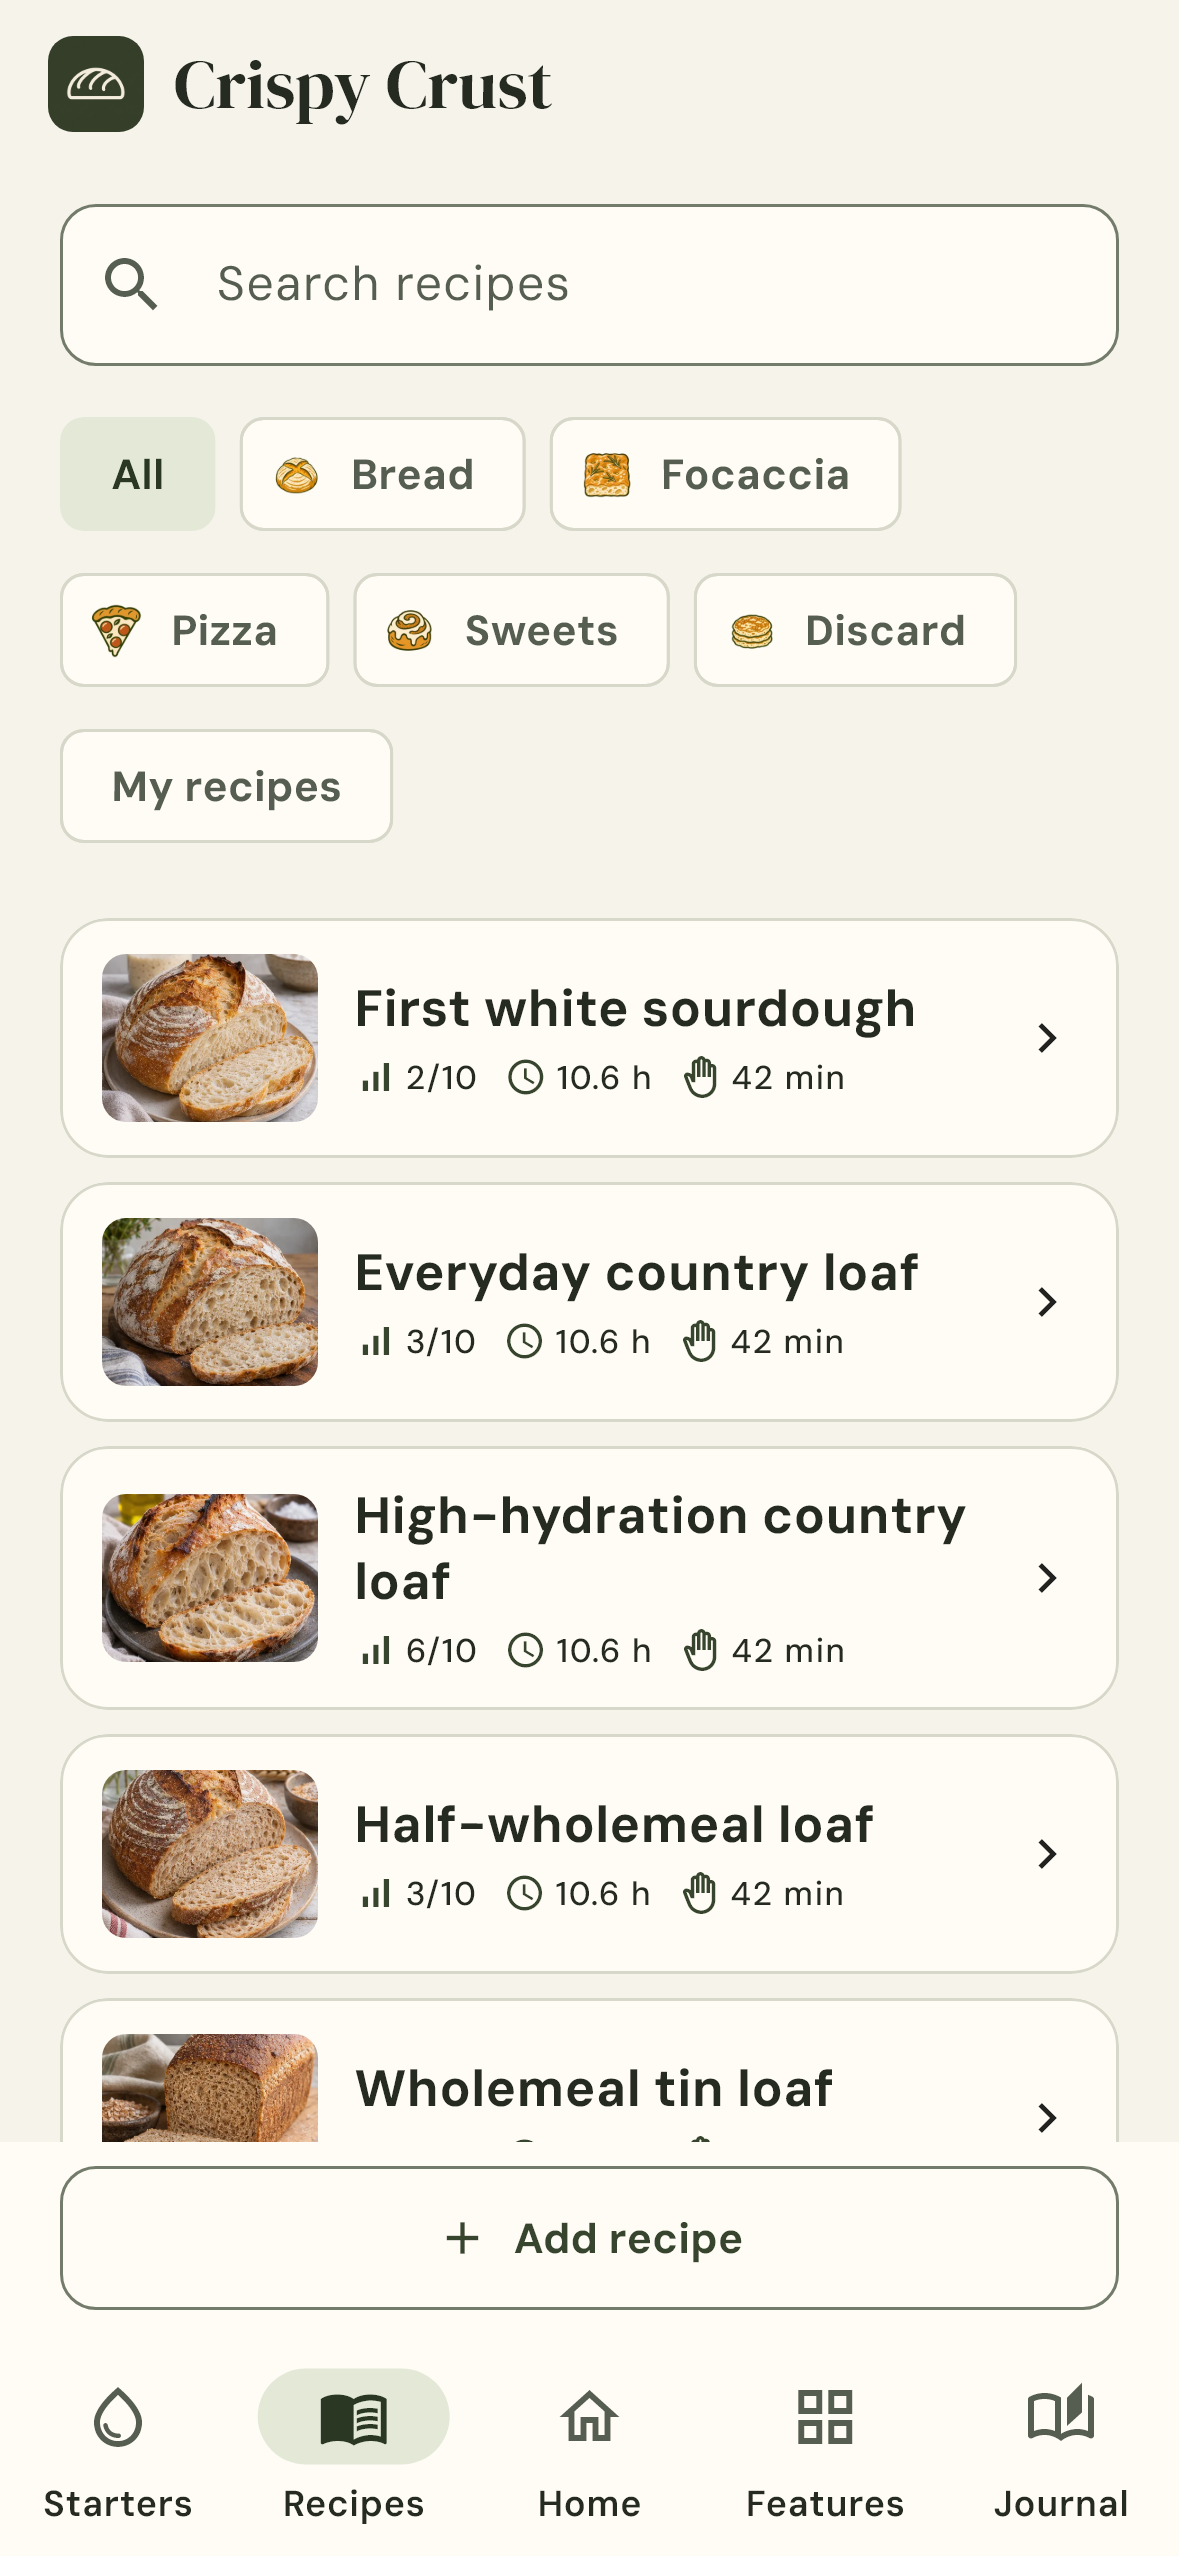 Crispy Crust
Search recipes
All
Bread
Focaccia
Pizza
Sweets
Discard
My recipes
First white sourdough
2/10 10.6 h 42 min
Everyday country loaf
3/10 10.6 h 42 min
High-hydration country
loaf
6/10 10.6 h 42 min
Half-wholemeal loaf
3/10 10.6 h 42 min
Wholemeal tin loaf
Add recipe
Starters
Recipes
Home
Features
Journal